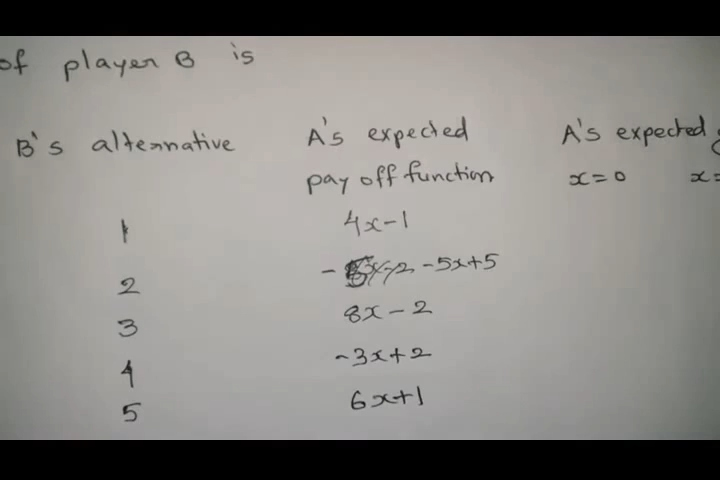 of player B is
B's alternative A's expected A's expected
pay off function x=0 x=
1 4x-1
2 -5x+5
3 8x-2
4 -3x+2
5 6x+1